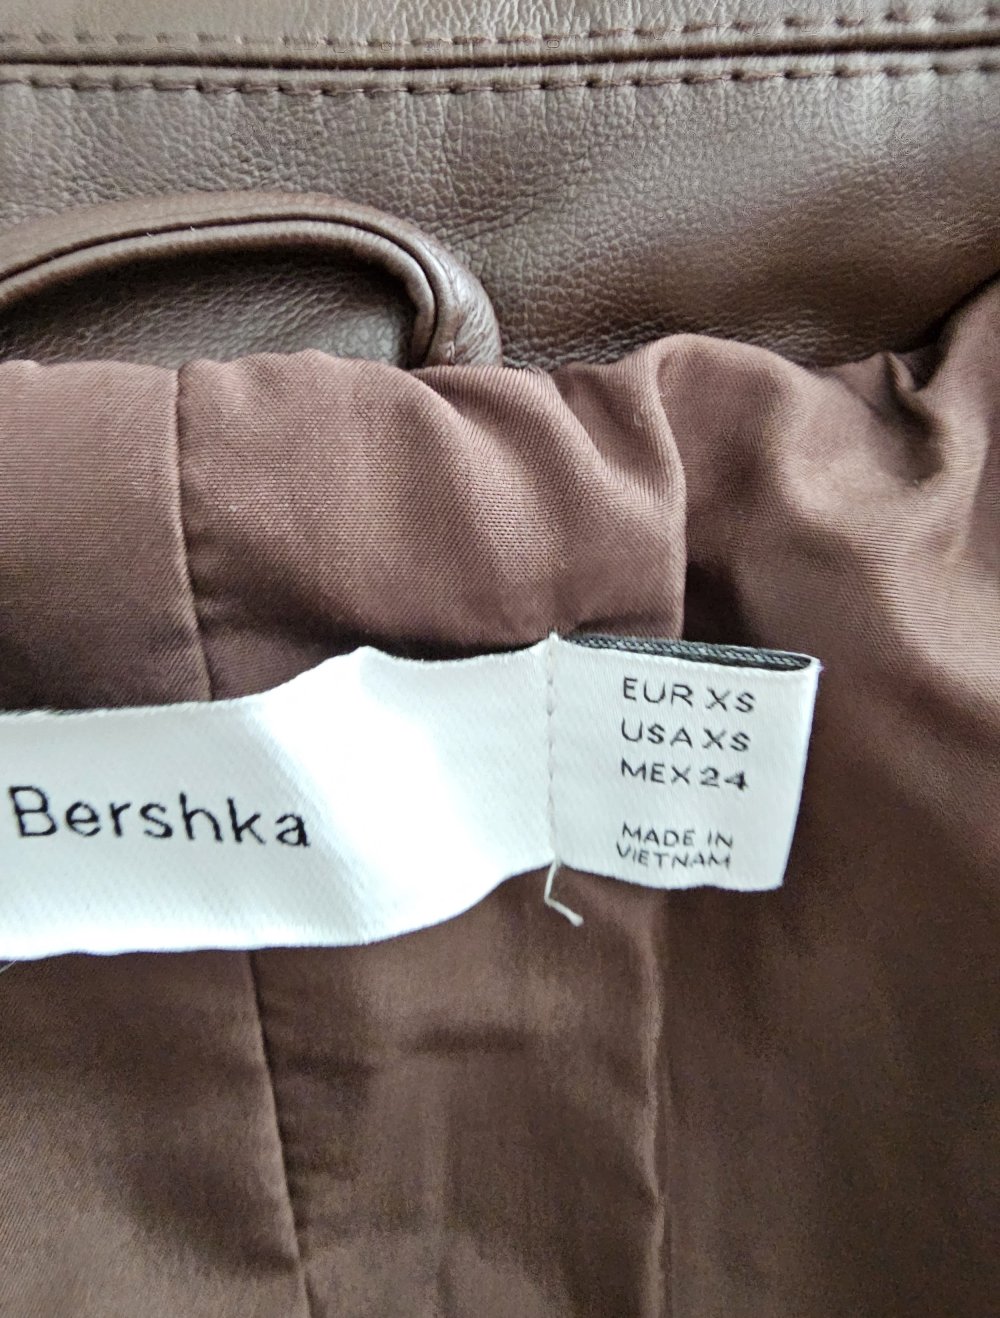 Bershka
EUR XS
USA XS
MEX 24
MADE IN
VIETNAM